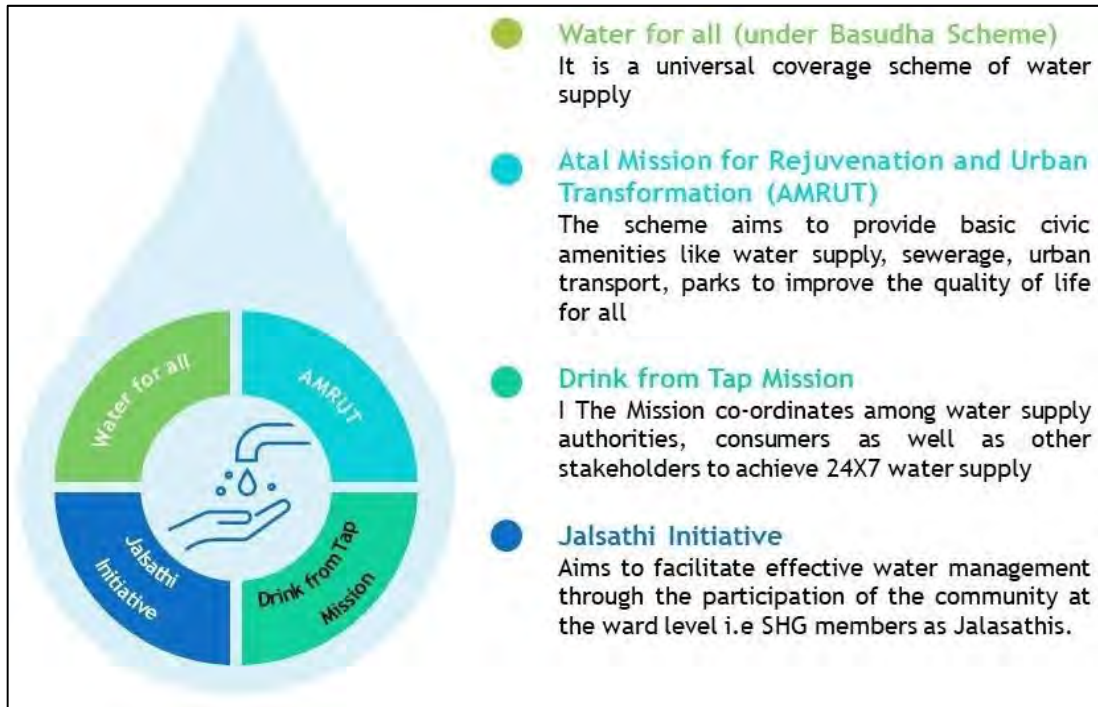 Water for all (under Basudha Scheme)
It is a universal coverage scheme of water
supply
Atal Mission for Rejuvenation and Urban
Transformation (AMRUT)
The scheme aims to provide basic civic
amenities like water supply, sewerage, urban
transport, parks to improve the quality of life
for all
Drink from Tap Mission
I The Mission co-ordinates among water supply
authorities, consumers as well as other
stakeholders to achieve 24X7 water supply
Jalsathi Initiative
Aims to facilitate effective water management
through the participation of the community at
the ward level i.e SHG members as Jalasathis.
Water for all
AMRUT
Jalsathi
Initiative
Drink from Tap
Mission